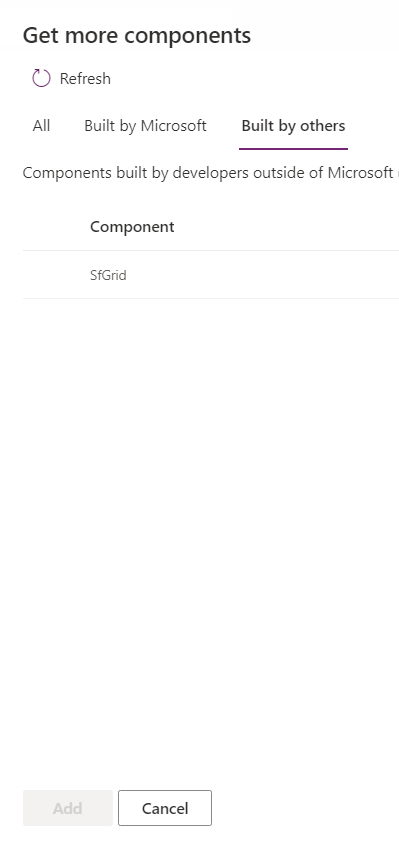 Get more components
Refresh
All Built by Microsoft Built by others
Components built by developers outside of Microsoft
Component
SfGrid
Add Cancel